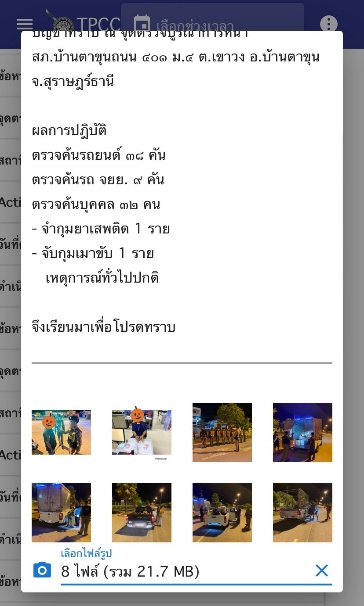 TPCC
เลือกช่วงเวลา
บัญชาทราบ ณ จุดตรวจบูรณาการหน้า
สภ.บ้านตาขุนถนน ๔๐๑ ม.๔ ต.เขาวง อ.บ้านตาขุน
จ.สุราษฎร์ธานี
ผลการปฎิบัติ
ตรวจค้นรถยนต์ ๓๘ คัน
ตรวจค้นรถ จยย. ๙ คัน
ตรวจค้นบุคคล ๓๒ คน
- จำกุมยาเสพติด 1 ราย
- จับกุมเมาขับ 1 ราย
เหตุการณ์ทั่วไปปกติ
จึงเรียนมาเพื่อโปรดทราบ
เลือกไฟล์รูป
8 ไฟล์ (รวม 21.7 MB)